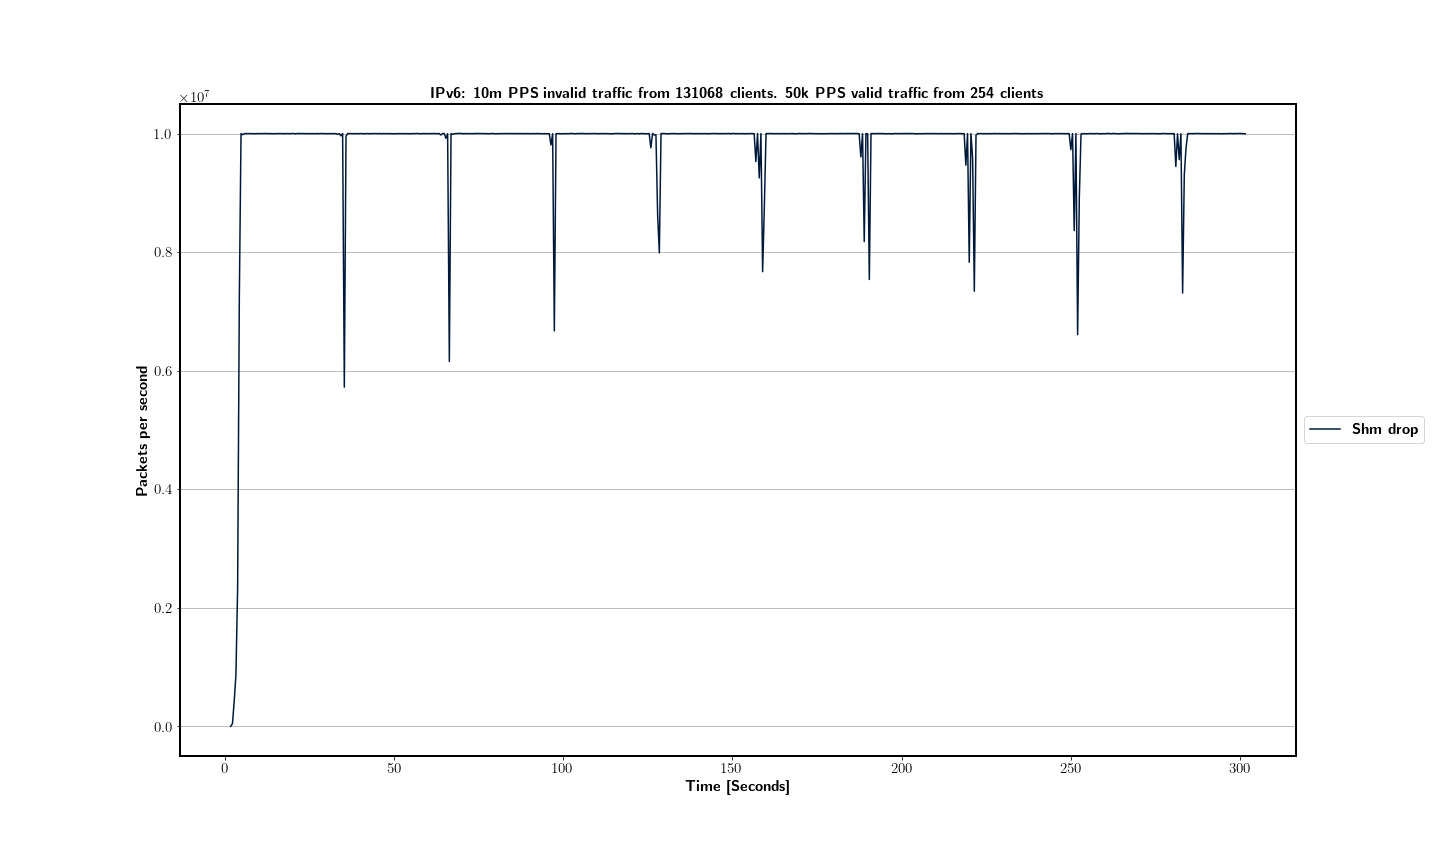 IPv6: 10m PPS invalid traffic from 131068 clients. 50k PPS valid traffic from 254 clients
×10⁷
1.0
0.8
0.6
0.4
0.2
0.0
Packets per second
0 50 100 150 200 250 300
Time [Seconds]
Shm drop